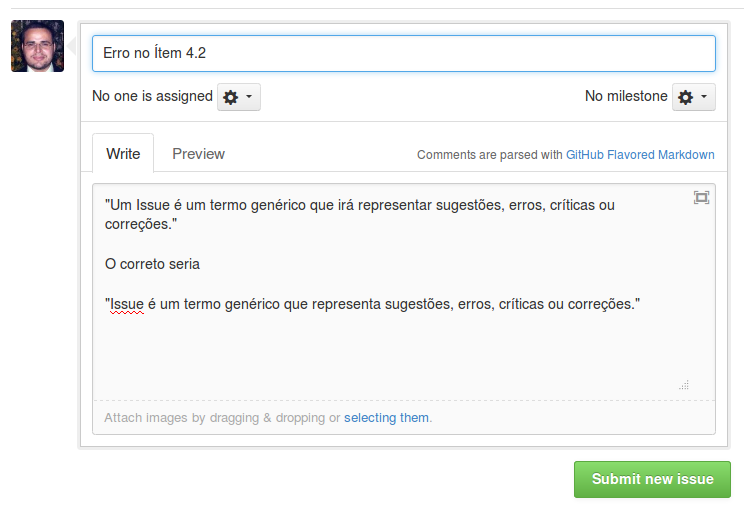 Erro no Ítem 4.2
No one is assigned
No milestone
Write
Preview
Comments are parsed with GitHub Flavored Markdown
"Um Issue é um termo genérico que irá representar sugestões, erros, críticas ou
correções."
O correto seria
"Issue é um termo genérico que representa sugestões, erros, críticas ou correções."
Attach images by dragging & dropping or selecting them.
Submit new issue